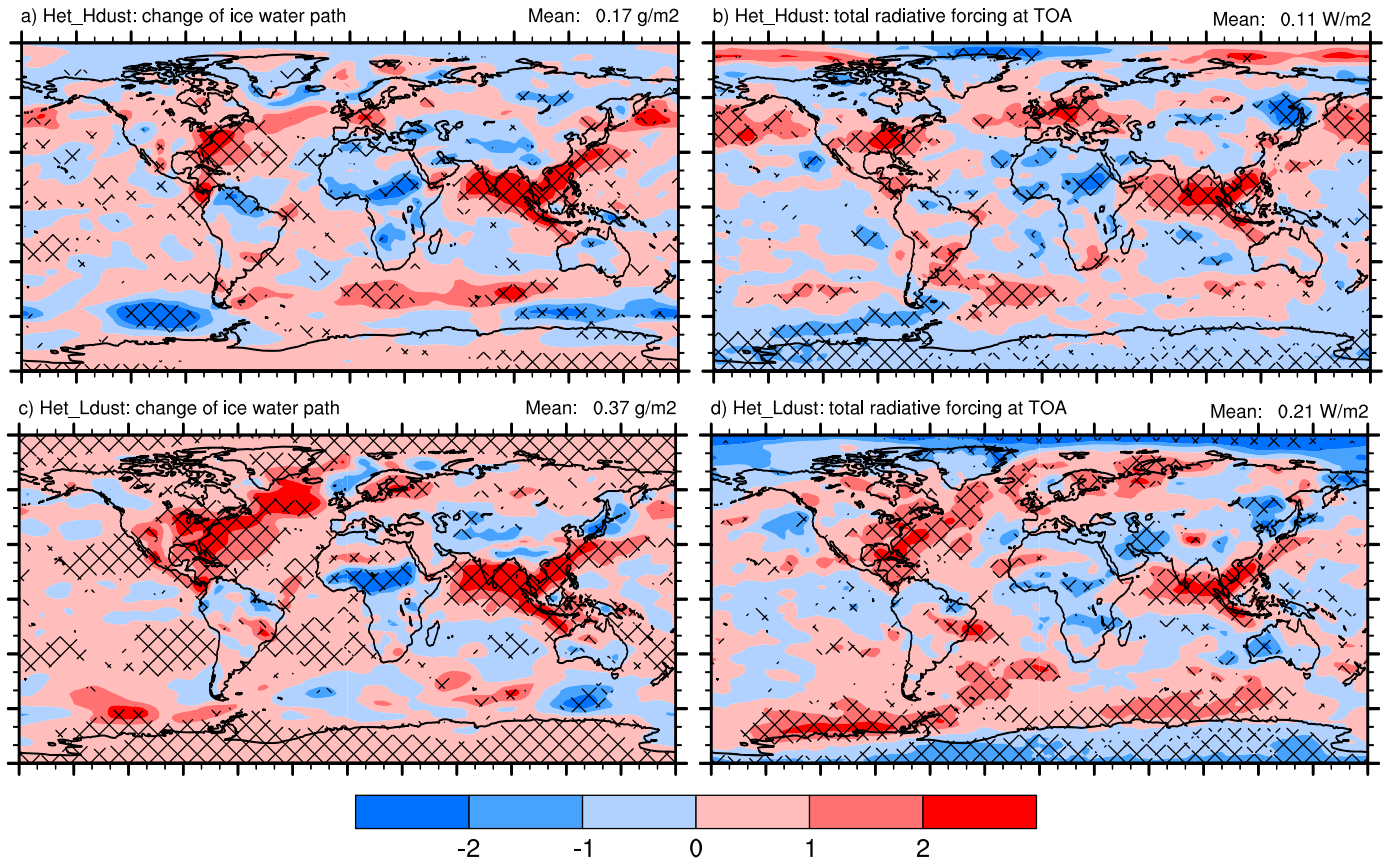 a) Het_Hdust: change of ice water path Mean: 0.17 g/m2
b) Het_Hdust: total radiative forcing at TOA Mean: 0.11 W/m2
c) Het_Ldust: change of ice water path Mean: 0.37 g/m2
d) Het_Ldust: total radiative forcing at TOA Mean: 0.21 W/m2
-2 -1 0 1 2